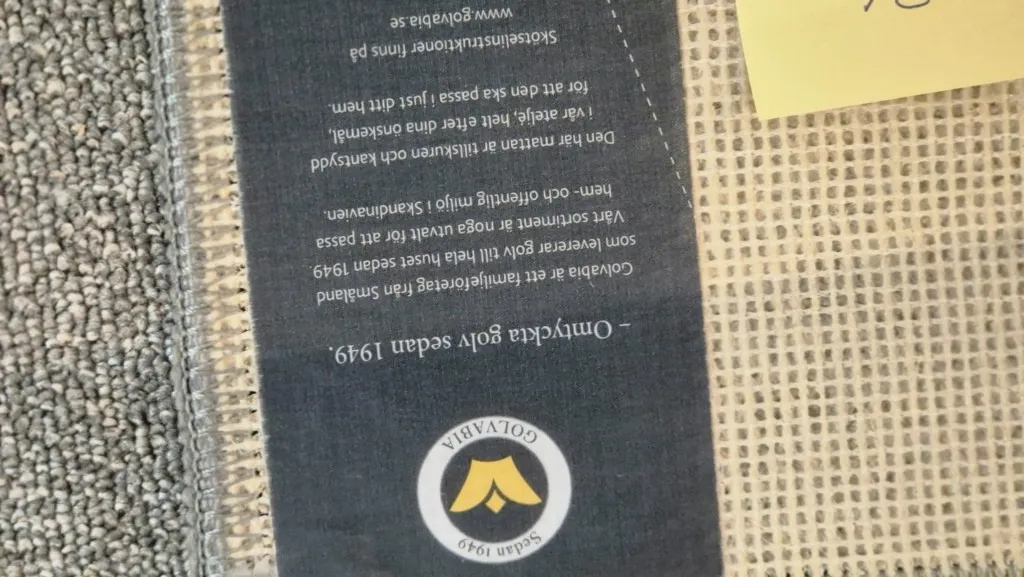 GOLVABIA
Sedan 1949
– Omtyckta golv sedan 1949.
Golvabia är ett familjeföretag från Småland
som levererar golv till hela huset sedan 1949.
Vårt sortiment är noga utvalt för att passa
hem- och offentlig miljö i Skandinavien.
Den här mattan är tillskuren och kantsydd
i vår ateljé, helt efter dina önskemål,
för att den ska passa i just ditt hem.
Skötselinstruktioner finns på
www.golvabia.se